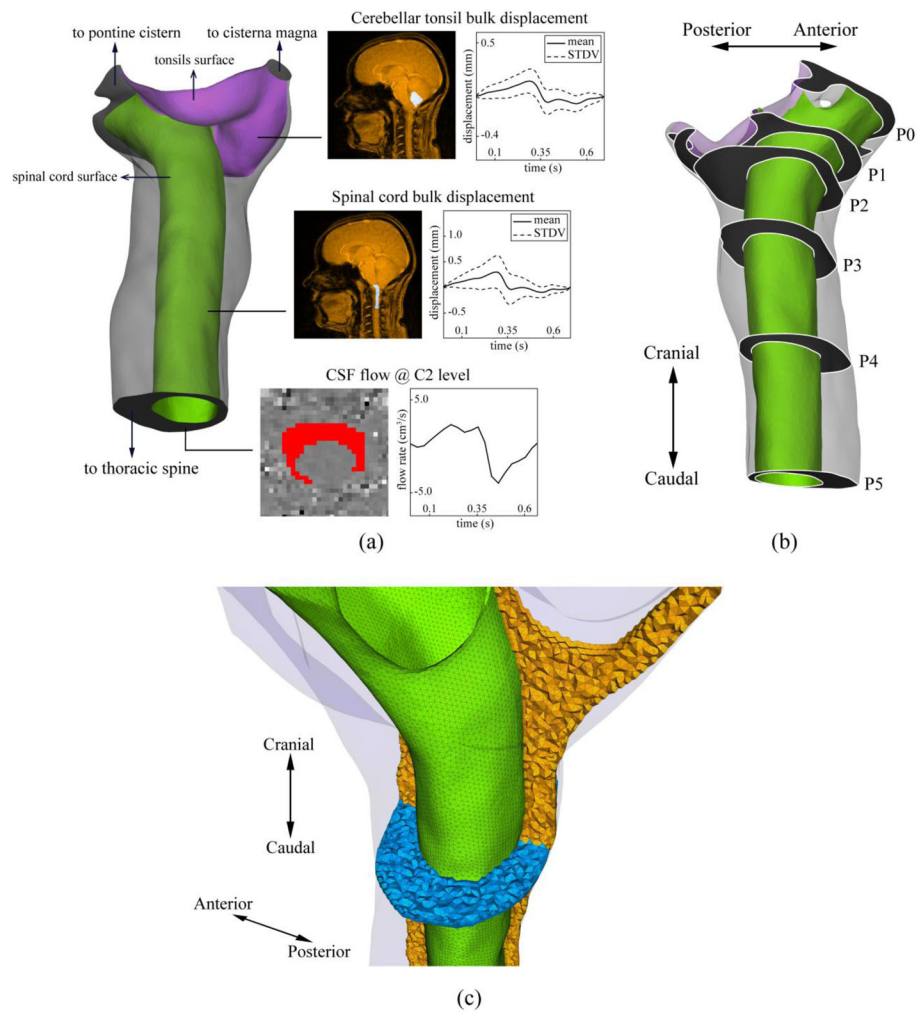 Cerebellar tonsil bulk displacement
to pontine cistern
to cisterna magna
tonsils surface
spinal cord surface
to thoracic spine
displacement (mm)
0.5
-0.4
mean
STDV
0.1
0.35
0.6
time (s)
Spinal cord bulk displacement
displacement (mm)
1.0
-0.5
mean
STDV
0.1
0.35
0.6
time (s)
CSF flow @ C2 level
flow rate (cm³/s)
5.0
-5.0
0.1
0.35
0.6
time (s)
(a)
Posterior
Anterior
P0
P1
P2
P3
P4
P5
Cranial
Caudal
(b)
Cranial
Caudal
Anterior
Posterior
(c)